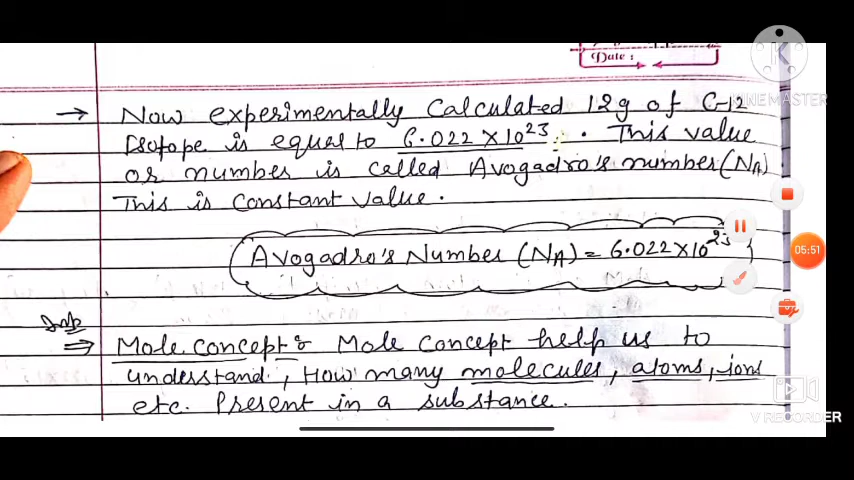 Date :
KINEMASTER
→ Now experimentally Calculated 12g of C-12
Isotope is equal to 6.022 × 10²³ . This value
or number is called Avogadro's number (NA)
This is Constant value.
05:51
Avogadro's Number (NA) = 6.022 × 10²³
Imp
⇒ Mole concept : Mole Concept help us to
understand, How many molecules, atoms, ions
etc. Present in a substance.
V RECORDER